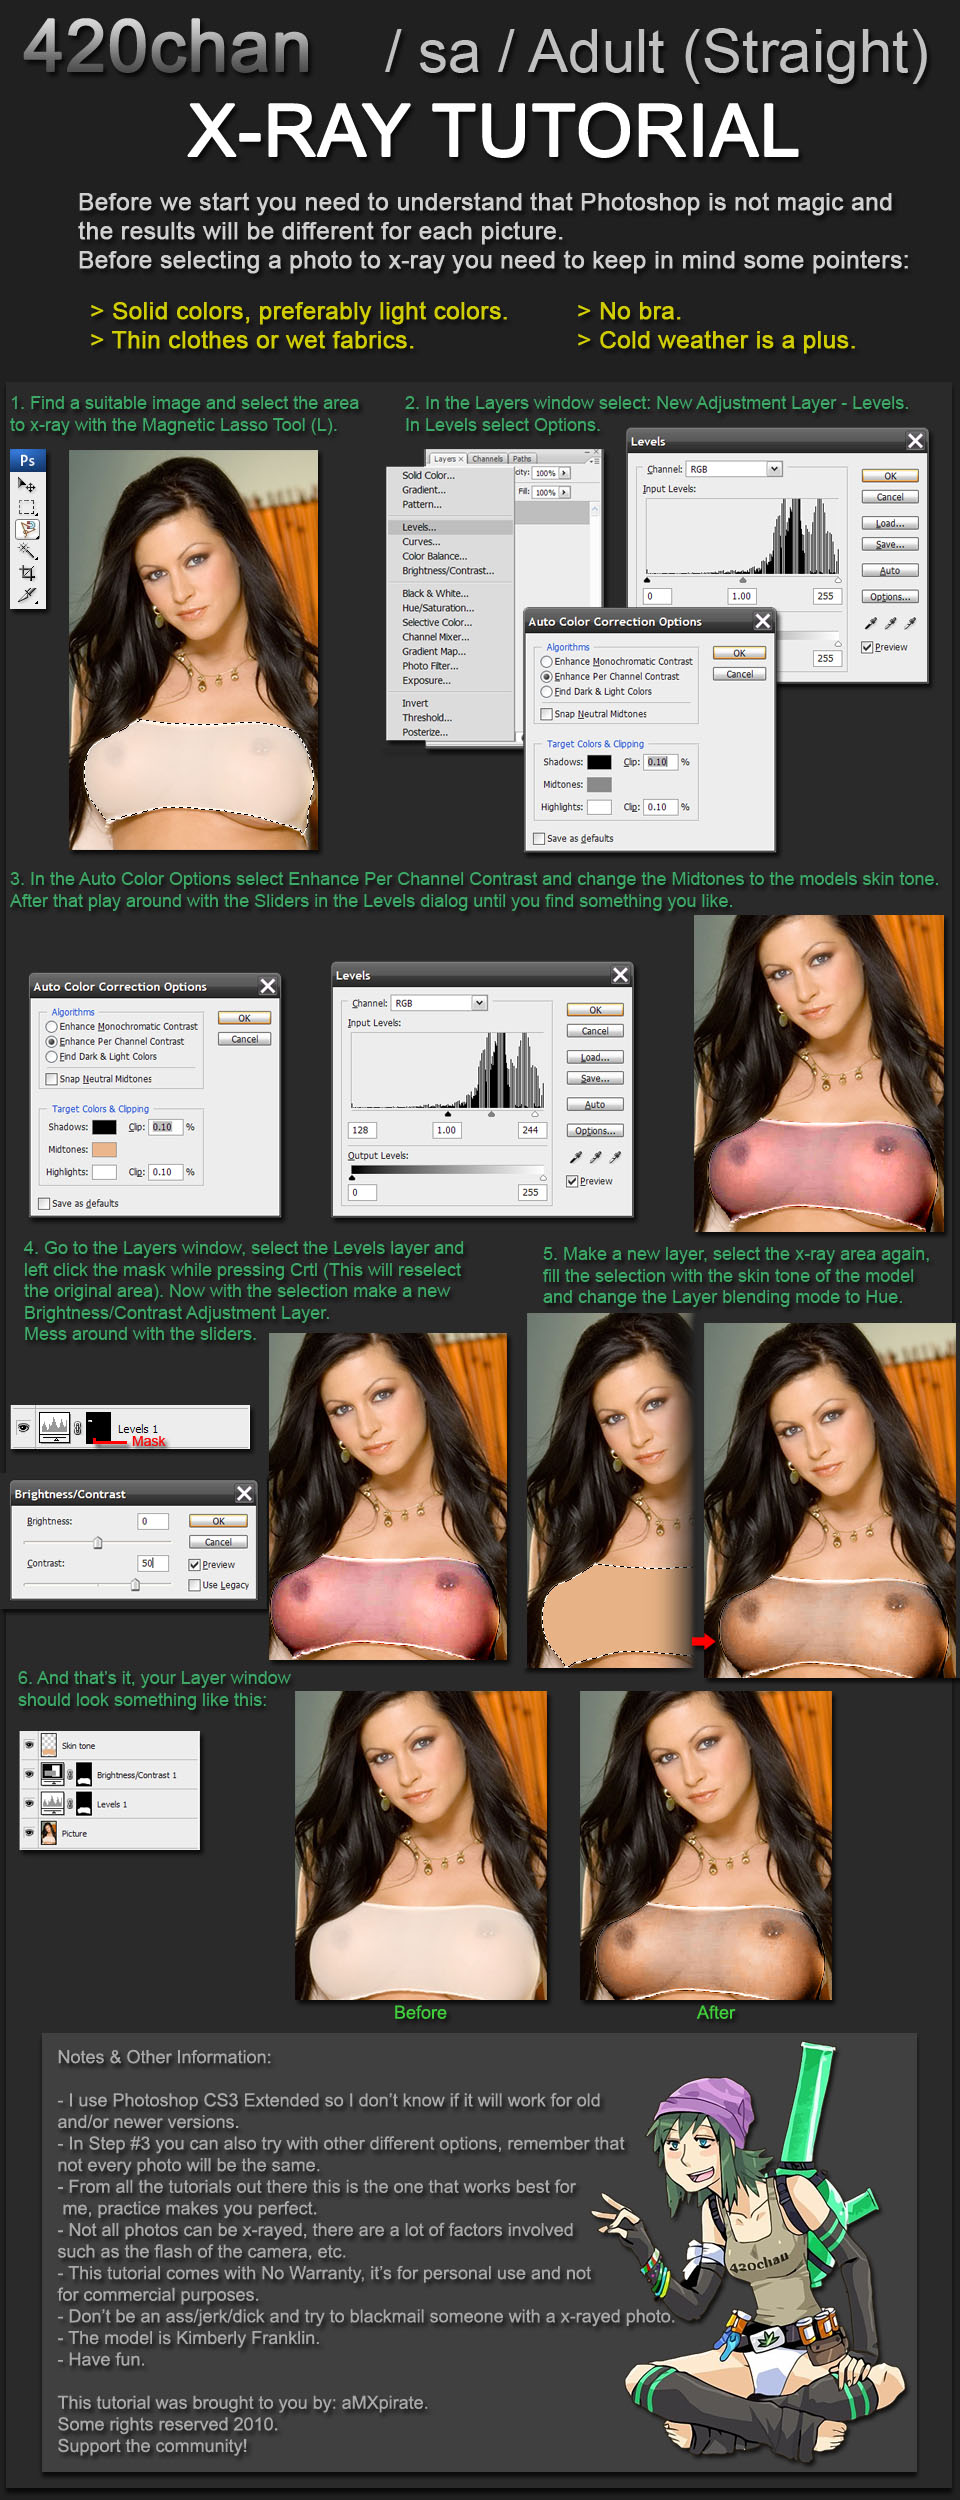 420chan / sa / Adult (Straight)
X-RAY TUTORIAL
Before we start you need to understand that Photoshop is not magic and
the results will be different for each picture.
Before selecting a photo to x-ray you need to keep in mind some pointers:
> Solid colors, preferably light colors.
> No bra.
> Thin clothes or wet fabrics.
> Cold weather is a plus.
1. Find a suitable image and select the area
to x-ray with the Magnetic Lasso Tool (L).
Ps
2. In the Layers window select: New Adjustment Layer - Levels.
In Levels select Options.
Layers X
Channels
Paths
Solid Color...
Gradient...
Pattern...
Levels...
Curves...
Color Balance...
Brightness/Contrast...
Black & White...
Hue/Saturation...
Selective Color...
Channel Mixer...
Gradient Map...
Photo Filter...
Exposure...
Invert
Threshold...
Posterize...
city: 100%
Fill: 100%
Levels
Channel: RGB
Input Levels:
0 1.00 255
255
OK
Cancel
Load...
Save...
Auto
Options...
Preview
Auto Color Correction Options
Algorithms
Enhance Monochromatic Contrast
Enhance Per Channel Contrast
Find Dark & Light Colors
Snap Neutral Midtones
Target Colors & Clipping
Shadows: Clip: 0.10 %
Midtones:
Highlights: Clip: 0.10 %
Save as defaults
OK
Cancel
3. In the Auto Color Options select Enhance Per Channel Contrast and change the Midtones to the models skin tone.
After that play around with the Sliders in the Levels dialog until you find something you like.
Auto Color Correction Options
Algorithms
Enhance Monochromatic Contrast
Enhance Per Channel Contrast
Find Dark & Light Colors
Snap Neutral Midtones
Target Colors & Clipping
Shadows: Clip: 0.10 %
Midtones:
Highlights: Clip: 0.10 %
Save as defaults
OK
Cancel
Levels
Channel: RGB
Input Levels:
128 1.00 244
Output Levels:
0 255
OK
Cancel
Load...
Save...
Auto
Options...
Preview
4. Go to the Layers window, select the Levels layer and
left click the mask while pressing Crtl (This will reselect
the original area). Now with the selection make a new
Brightness/Contrast Adjustment Layer.
Mess around with the sliders.
Levels 1
Mask
Brightness/Contrast
Brightness: 0
Contrast: 50
OK
Cancel
Preview
Use Legacy
5. Make a new layer, select the x-ray area again,
fill the selection with the skin tone of the model
and change the Layer blending mode to Hue.
6. And that's it, your Layer window
should look something like this:
Skin tone
Brightness/Contrast 1
Levels 1
Picture
Before
After
Notes & Other Information:
- I use Photoshop CS3 Extended so I don't know if it will work for old
and/or newer versions.
- In Step #3 you can also try with other different options, remember that
not every photo will be the same.
- From all the tutorials out there this is the one that works best for
me, practice makes you perfect.
- Not all photos can be x-rayed, there are a lot of factors involved
such as the flash of the camera, etc.
- This tutorial comes with No Warranty, it's for personal use and not
for commercial purposes.
- Don't be an ass/jerk/dick and try to blackmail someone with a x-rayed photo.
- The model is Kimberly Franklin.
- Have fun.
This tutorial was brought to you by: aMXpirate.
Some rights reserved 2010.
Support the community!
420chan